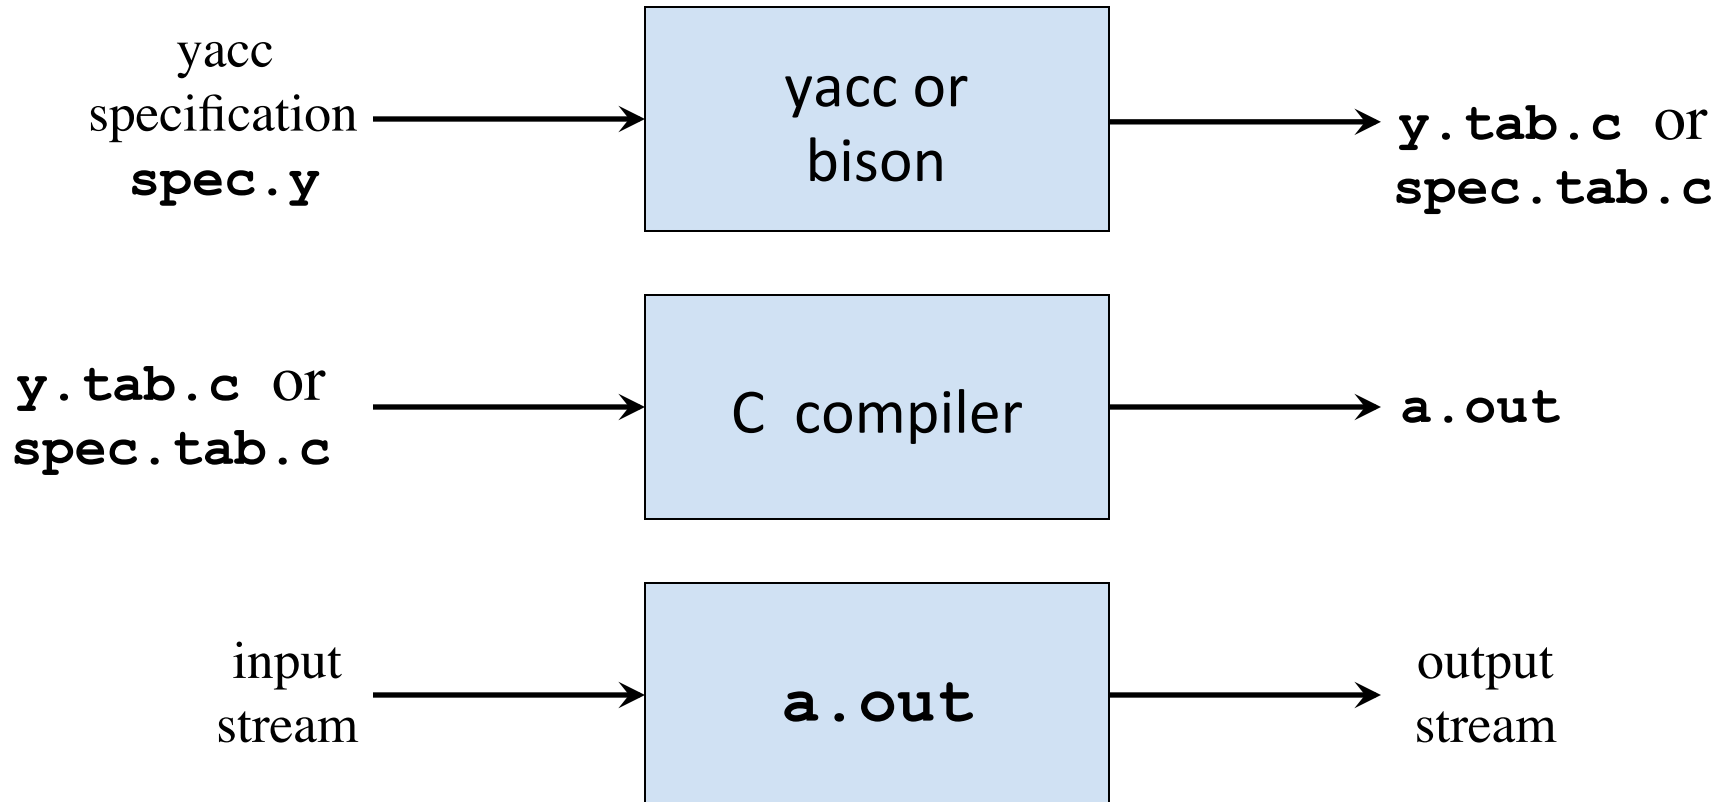 yacc
specification
spec.y
yacc or
bison
y.tab.c or
spec.tab.c
y.tab.c or
spec.tab.c
C compiler
a.out
input
stream
a.out
output
stream